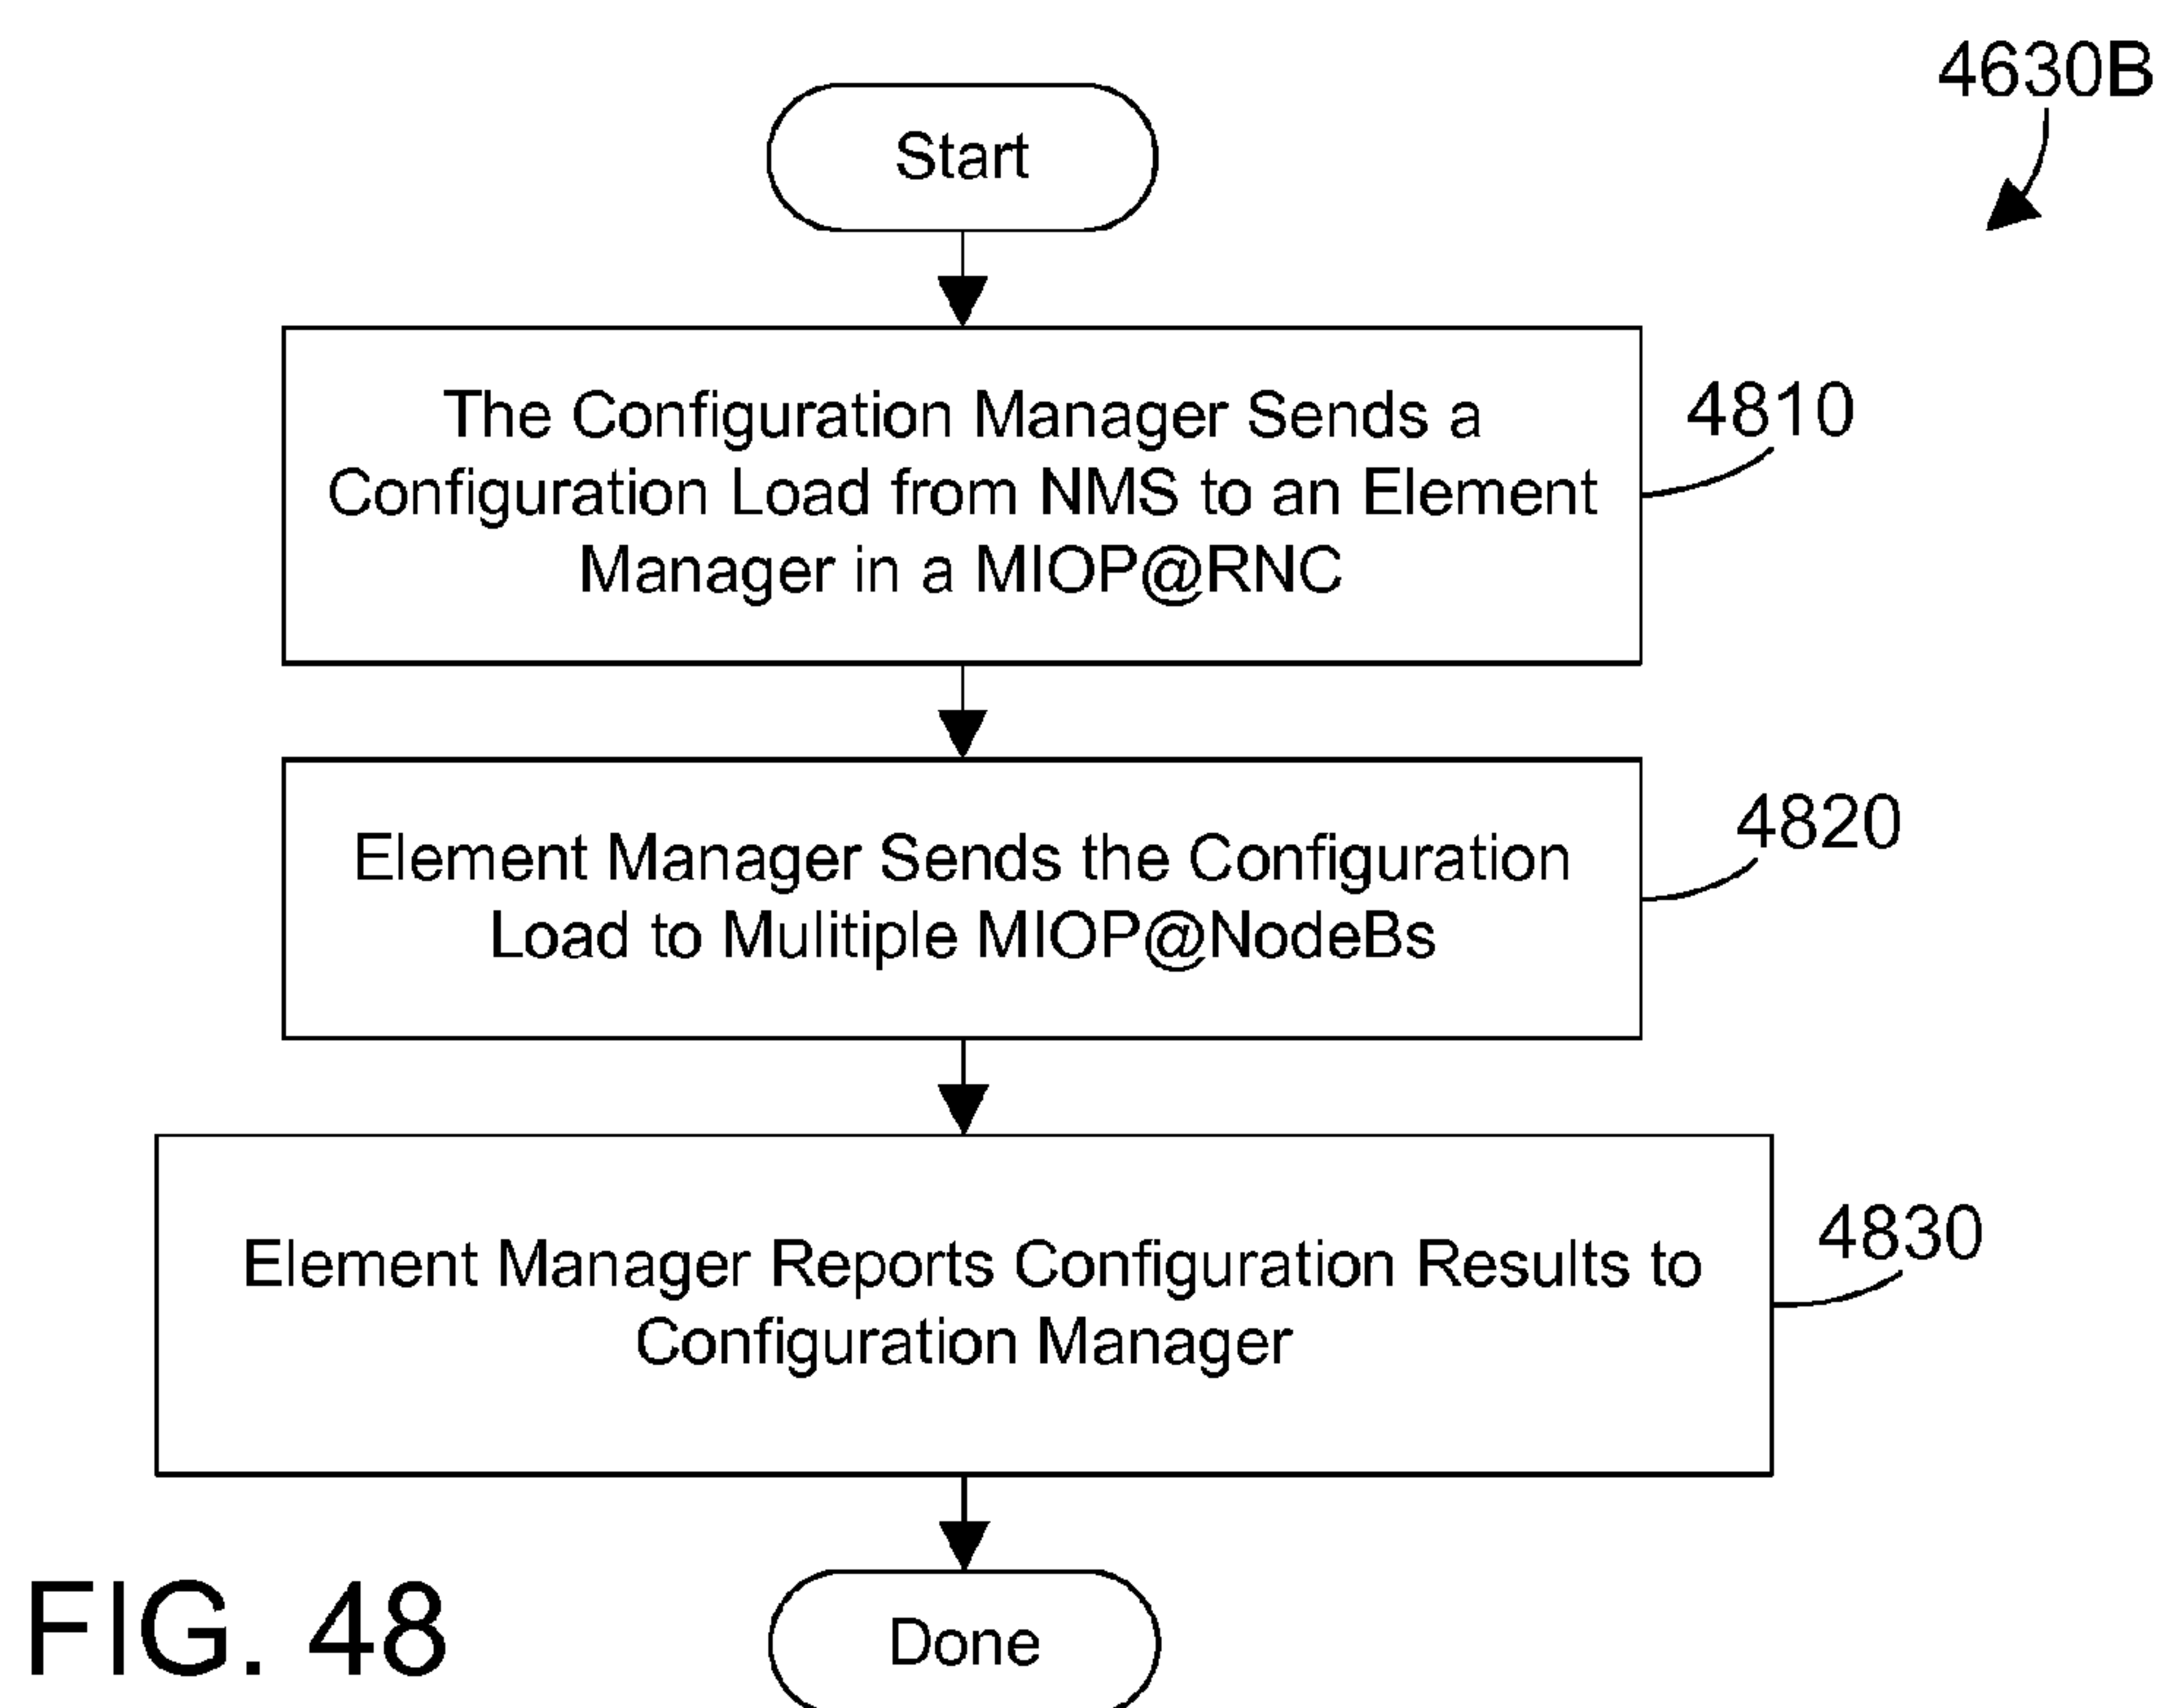 4630B
Start
The Configuration Manager Sends a
Configuration Load from NMS to an Element
Manager in a MIOP@RNC
4810
Element Manager Sends the Configuration
Load to Mulitiple MIOP@NodeBs
4820
Element Manager Reports Configuration Results to
Configuration Manager
4830
Done
FIG. 48